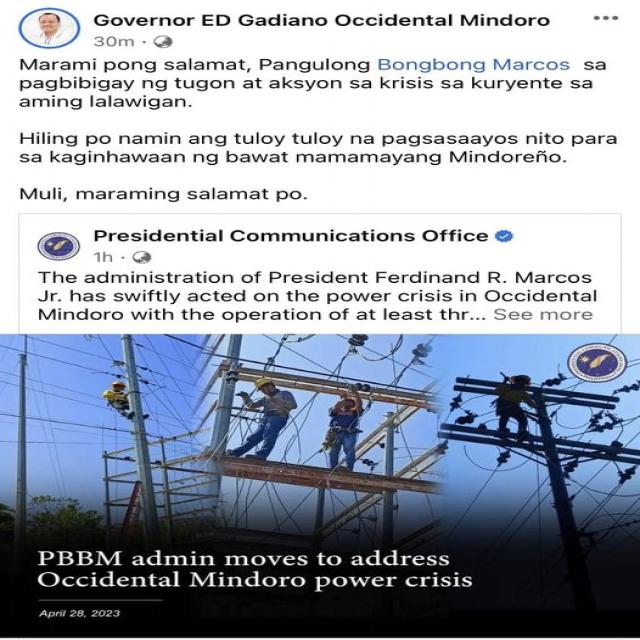 Governor ED Gadiano Occidental Mindoro
30m ·
Marami pong salamat, Pangulong Bongbong Marcos sa
pagbibigay ng tugon at aksyon sa krisis sa kuryente sa
aming lalawigan.
Hiling po namin ang tuloy tuloy na pagsasaayos nito para
sa kaginhawaan ng bawat mamamayang Mindoreño.
Muli, maraming salamat po.
Presidential Communications Office
1h ·
The administration of President Ferdinand R. Marcos
Jr. has swiftly acted on the power crisis in Occidental
Mindoro with the operation of at least thr... See more
PBBM admin moves to address
Occidental Mindoro power crisis
April 28, 2023